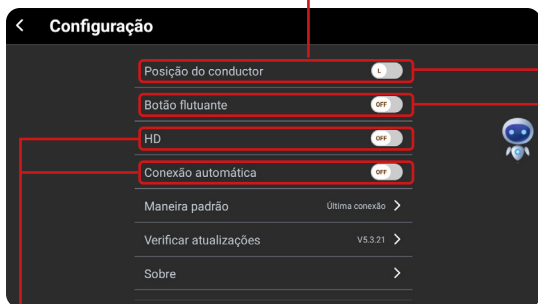 Configuração
Posição do conductor L
Botão flutuante OFF
HD OFF
Conexão automática OFF
Maneira padrão Última conexão
Verificar atualizações V5.3.21
Sobre